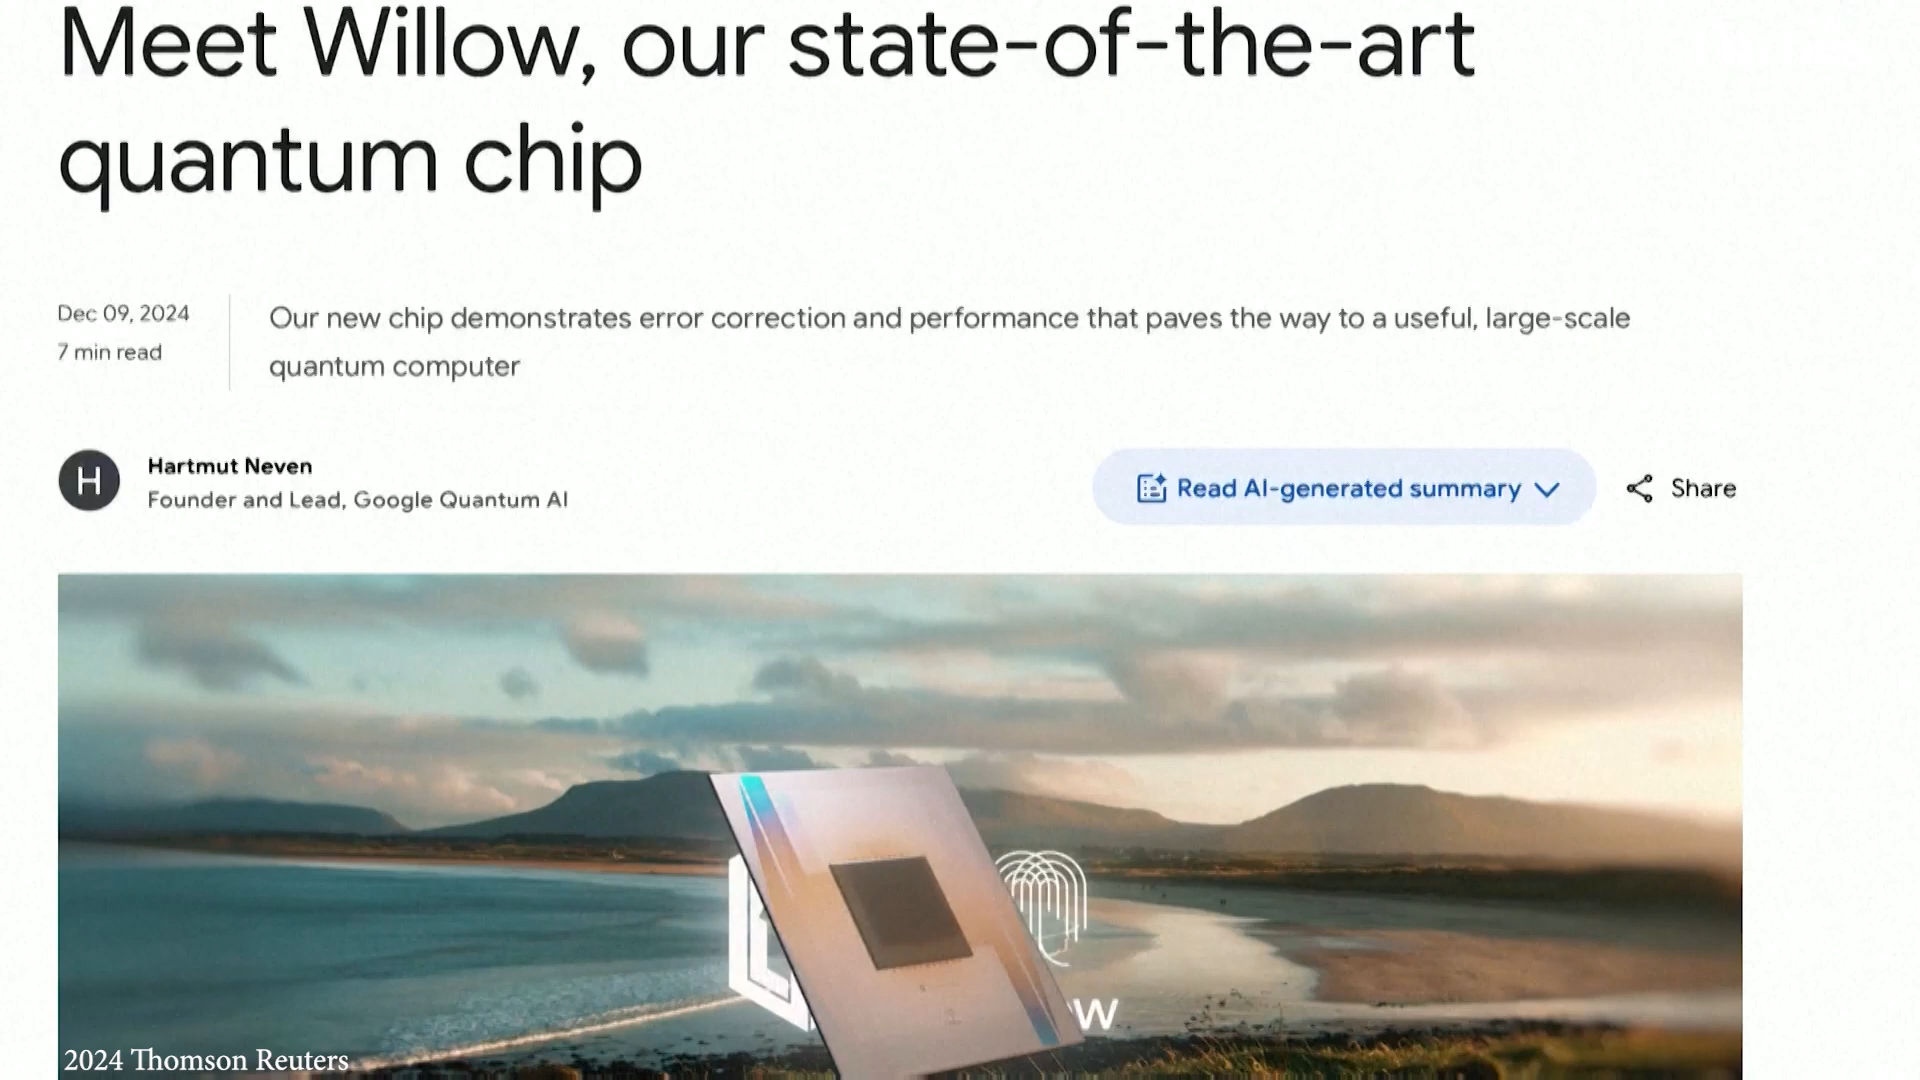 Meet Willow, our state-of-the-art
quantum chip
Dec 09, 2024
7 min read
Our new chip demonstrates error correction and performance that paves the way to a useful, large-scale
quantum computer
H
Hartmut Neven
Founder and Lead, Google Quantum AI
Read AI-generated summary
Share
w
2024 Thomson Reuters